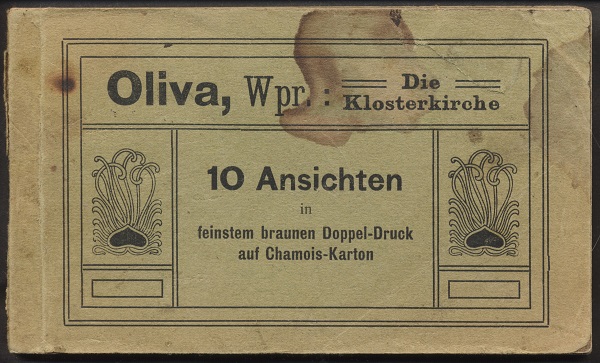 Oliva, Wpr.: Die
Klosterkirche
10 Ansichten
in
feinstem braunen Doppel-Druck
auf Chamois-Karton